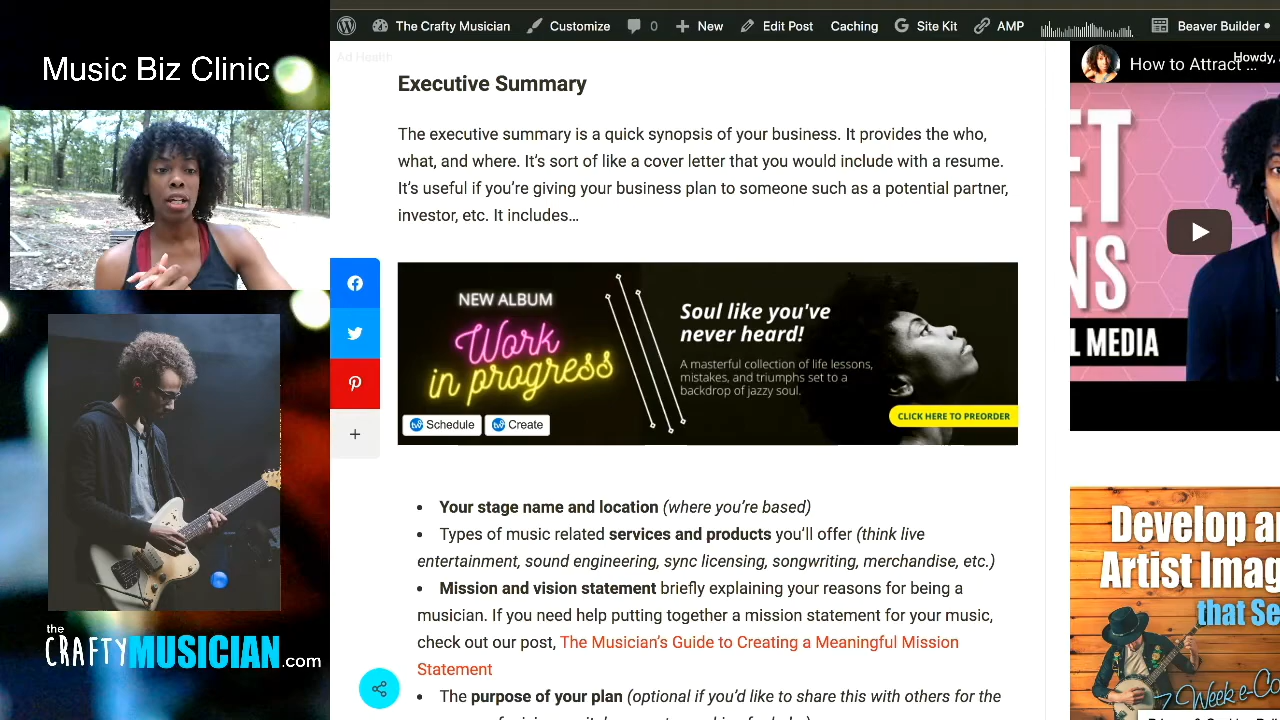 Music Biz Clinic
the
CRAFTY MUSICIAN.com
The Crafty Musician
Customize
0
New
Edit Post
Caching
Site Kit
AMP
Beaver Builder
Ad Health
Howdy,
How to Attract ...
Executive Summary
The executive summary is a quick synopsis of your business. It provides the who,
what, and where. It’s sort of like a cover letter that you would include with a resume.
It’s useful if you’re giving your business plan to someone such as a potential partner,
investor, etc. It includes…
NEW ALBUM
Work
in progress
Soul like you've
never heard!
A masterful collection of life lessons,
mistakes, and triumphs set to a
backdrop of jazzy soul.
CLICK HERE TO PREORDER
Schedule
Create
• Your stage name and location (where you’re based)
• Types of music related services and products you’ll offer (think live
entertainment, sound engineering, sync licensing, songwriting, merchandise, etc.)
• Mission and vision statement briefly explaining your reasons for being a
musician. If you need help putting together a mission statement for your music,
check out our post, The Musician’s Guide to Creating a Meaningful Mission
Statement
• The purpose of your plan (optional if you’d like to share this with others for the
L MEDIA
Develop an
Artist Imag
that Se
7 Week e-Co